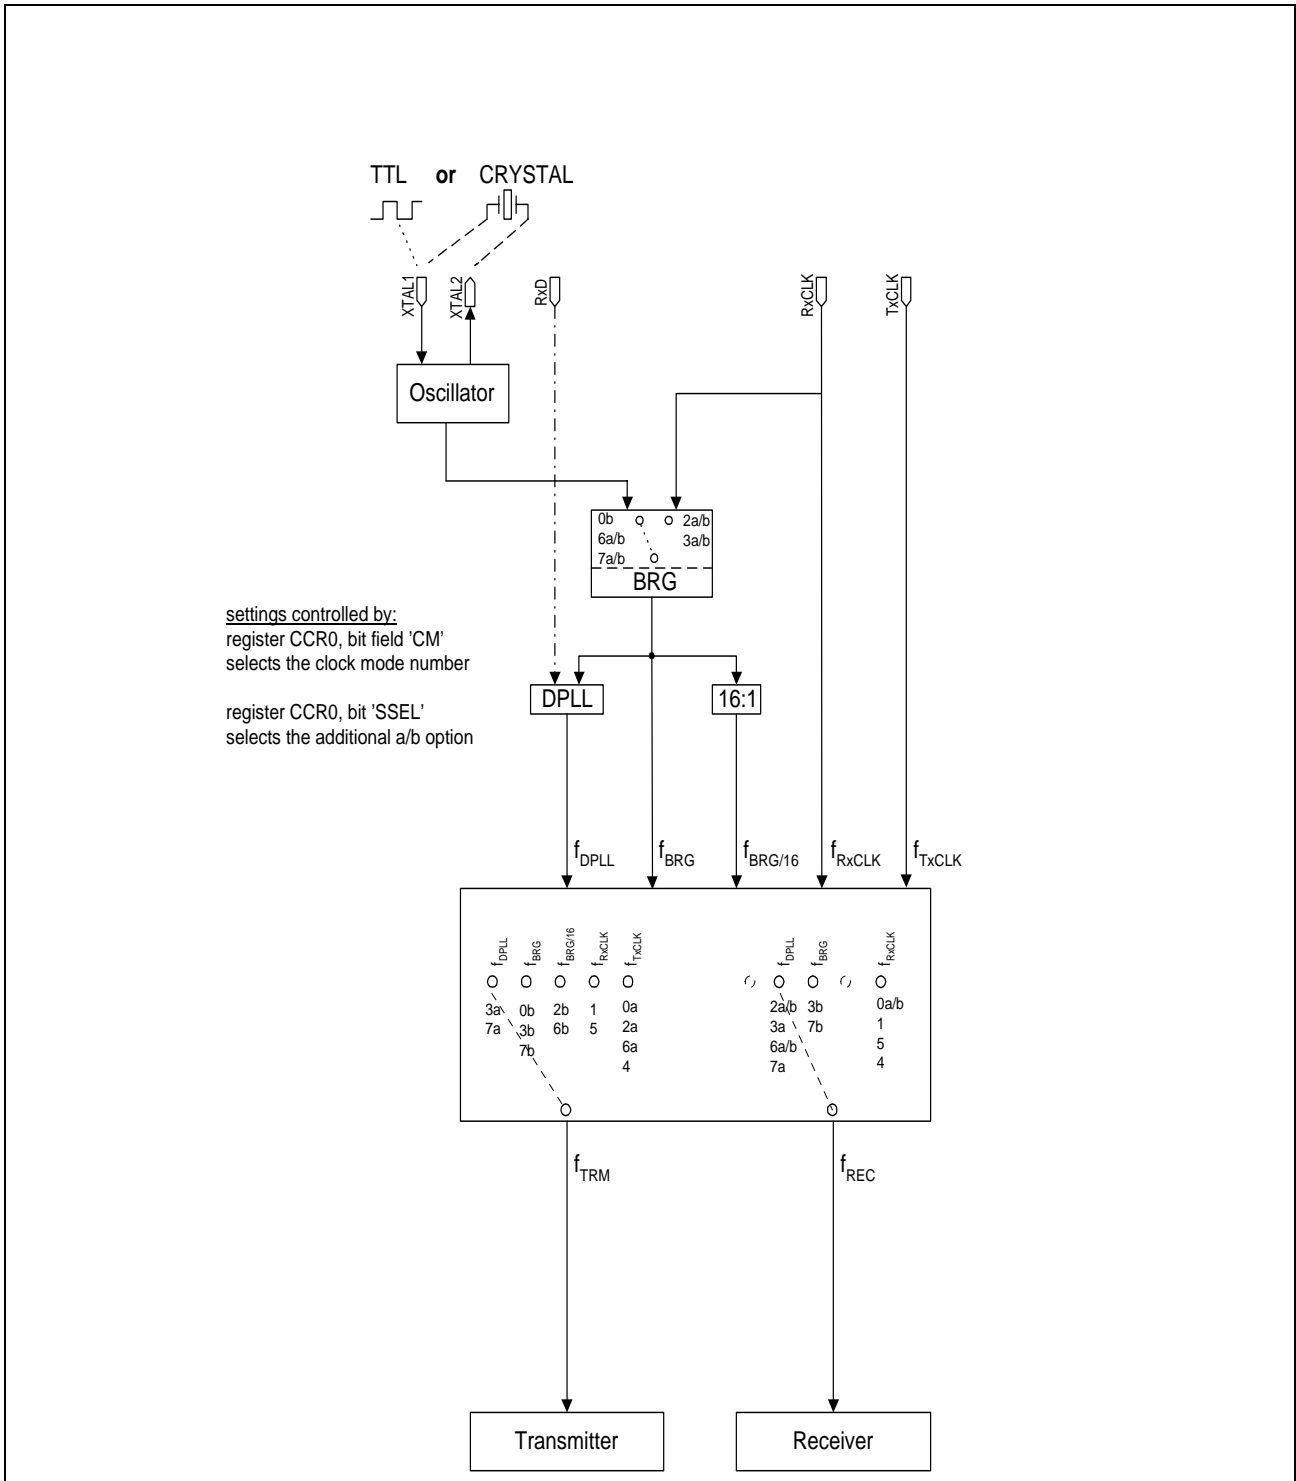 TTL or CRYSTAL
XTAL1
XTAL2
RxD
RxCLK
TxCLK
Oscillator
0b 2a/b
6a/b 3a/b
7a/b
BRG
settings controlled by:
register CCR0, bit field 'CM'
selects the clock mode number
register CCR0, bit 'SSEL'
selects the additional a/b option
DPLL 16:1
fDPLL fBRG fBRG/16 fRxCLK fTxCLK
fDPLL fBRG fBRG/16 fRxCLK fTxCLK fDPLL fBRG fRxCLK
3a 0b 2b 1 0a 2a/b 3b 0a/b
7a 3b 6b 5 2a 3a 7b 1
7b 6a 6a/b 5
4 7a 4
fTRM fREC
Transmitter Receiver